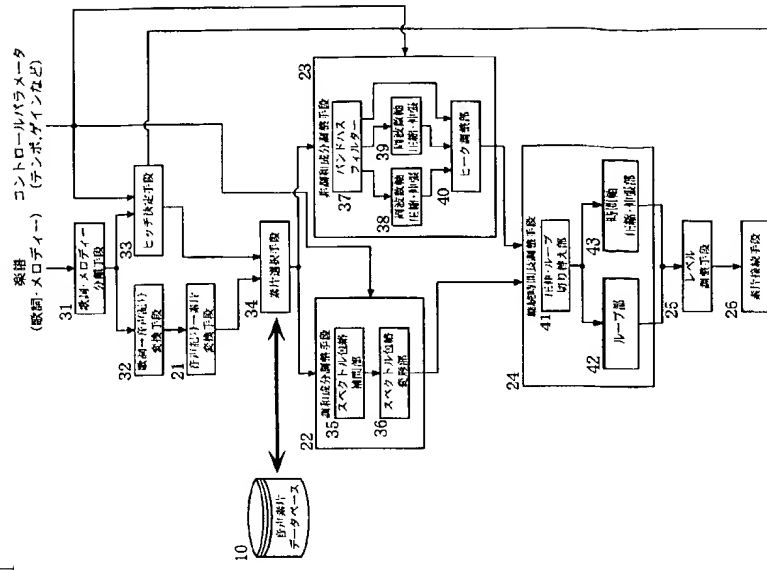 楽譜
(歌詞・メロディー)
コントロールパラメータ
(テンポ、ゲインなど)
31
歌詞・メロディー
分離手段
32
歌詞→音声記号
変換手段
33
ピッチ決定手段
21
音声記号→素片
変換手段
34
素片選択手段
10
音声素片
データベース
22
調和成分調整手段
35
スペクトル包絡
補間部
36
スペクトル包絡
変形部
23
非調和成分調整手段
37
バンドパス
フィルター
38
周波数軸
圧縮・伸張
39
周波数軸
圧縮・伸張
40
ピーク調整部
24
継続時間長調整手段
41
圧伸・ループ
切り替え部
42
ループ部
43
時間軸
圧縮・伸張部
25
レベル
調整手段
26
素片接続手段